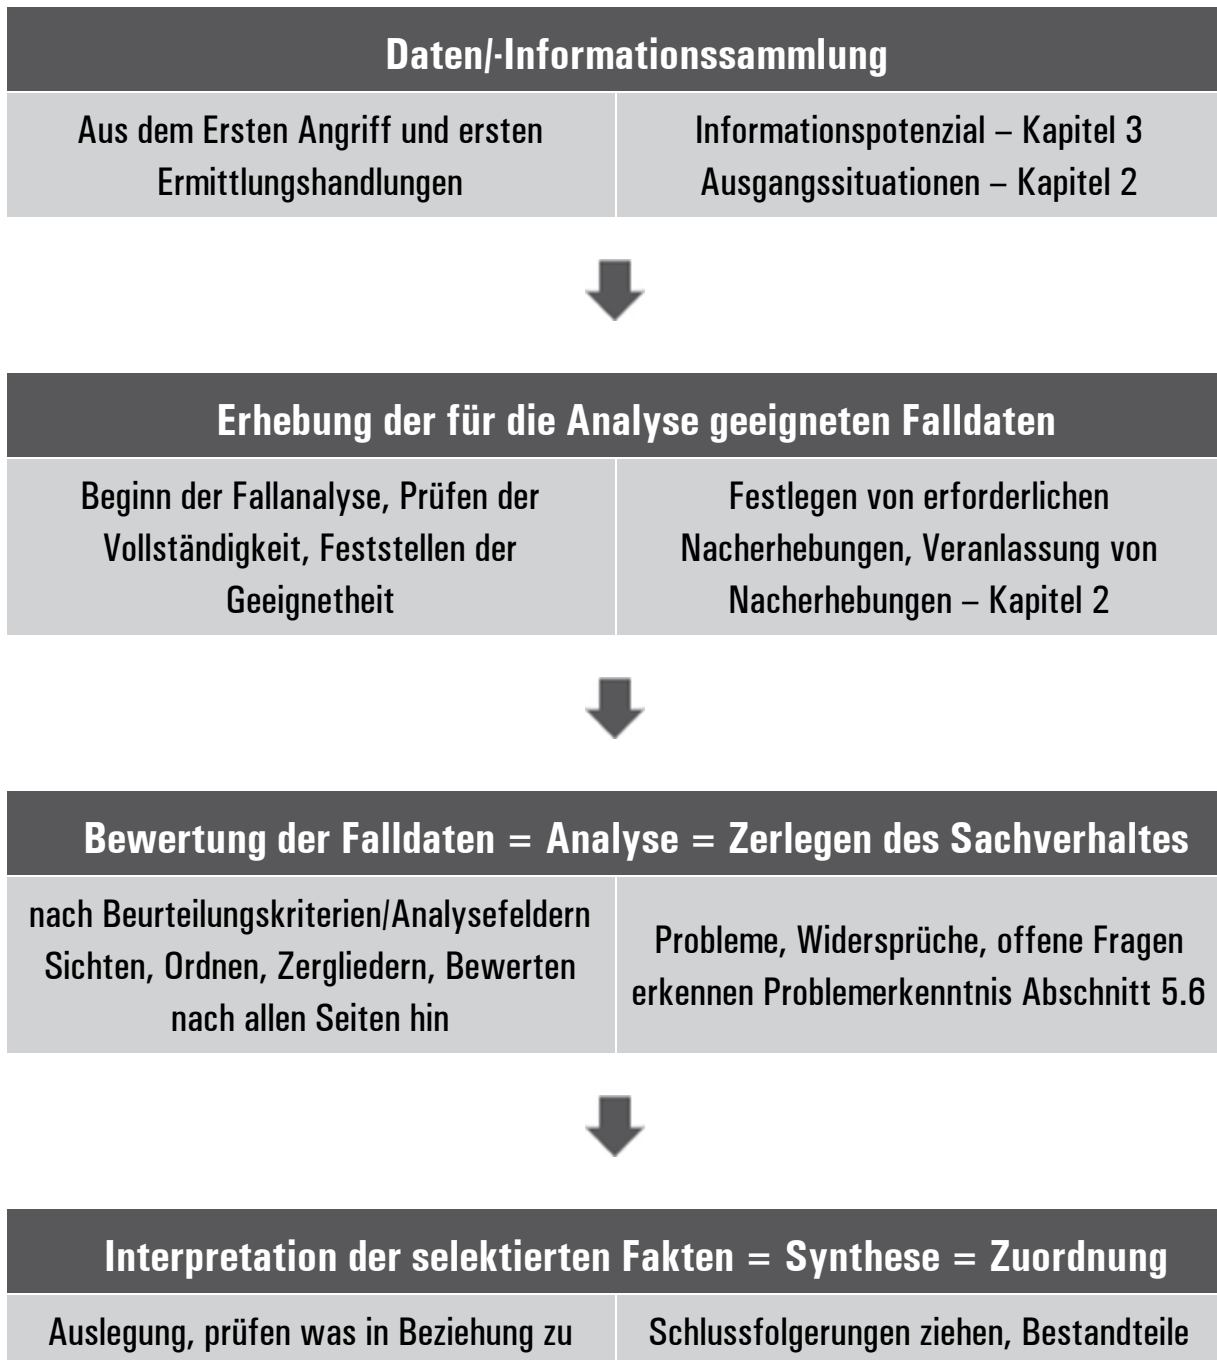 Daten/-Informationssammlung
Aus dem Ersten Angriff und ersten
Ermittlungshandlungen
Informationspotenzial – Kapitel 3
Ausgangssituationen – Kapitel 2
Erhebung der für die Analyse geeigneten Falldaten
Beginn der Fallanalyse, Prüfen der
Vollständigkeit, Feststellen der
Geeignetheit
Festlegen von erforderlichen
Nacherhebungen, Veranlassung von
Nacherhebungen – Kapitel 2
Bewertung der Falldaten = Analyse = Zerlegen des Sachverhaltes
nach Beurteilungskriterien/Analysefeldern
Sichten, Ordnen, Zergliedern, Bewerten
nach allen Seiten hin
Probleme, Widersprüche, offene Fragen
erkennen Problemerkenntnis Abschnitt 5.6
Interpretation der selektierten Fakten = Synthese = Zuordnung
Auslegung, prüfen was in Beziehung zu
Schlussfolgerungen ziehen, Bestandteile